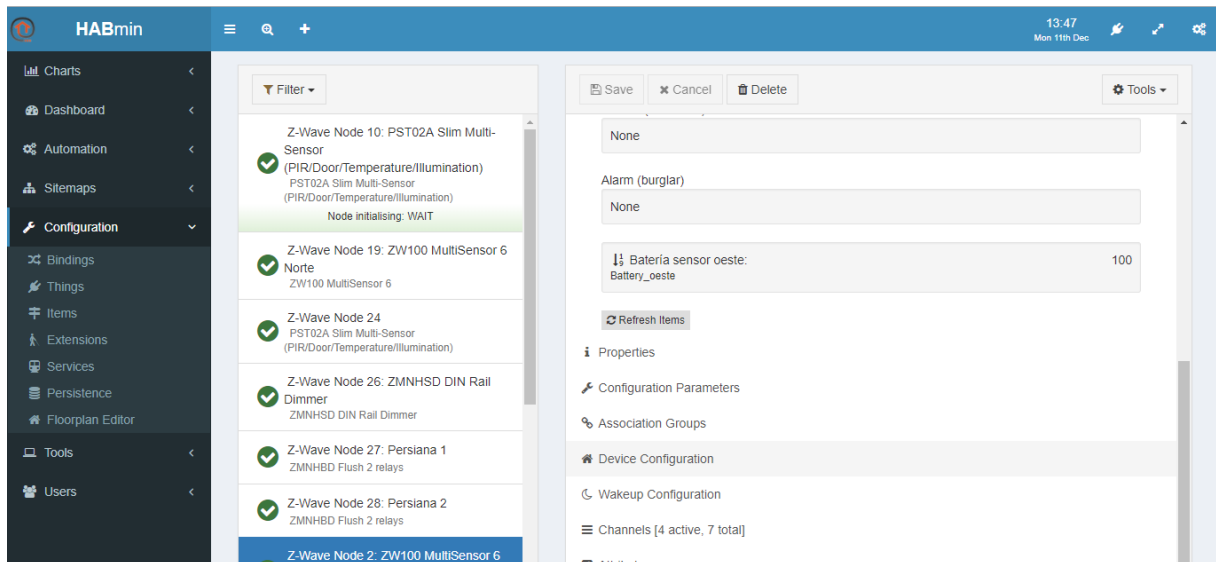 HABmin
13:47
Mon 11th Dec
Charts
Dashboard
Automation
Sitemaps
Configuration
Bindings
Things
Items
Extensions
Services
Persistence
Floorplan Editor
Tools
Users
Filter
Z-Wave Node 10: PST02A Slim Multi-
Sensor
(PIR/Door/Temperature/Illumination)
PST02A Slim Multi-Sensor
(PIR/Door/Temperature/Illumination)
Node initialising: WAIT
Z-Wave Node 19: ZW100 MultiSensor 6
Norte
ZW100 MultiSensor 6
Z-Wave Node 24
PST02A Slim Multi-Sensor
(PIR/Door/Temperature/Illumination)
Z-Wave Node 26: ZMNHSD DIN Rail
Dimmer
ZMNHSD DIN Rail Dimmer
Z-Wave Node 27: Persiana 1
ZMNHBD Flush 2 relays
Z-Wave Node 28: Persiana 2
ZMNHBD Flush 2 relays
Z-Wave Node 2: ZW100 MultiSensor 6
Save Cancel Delete Tools
None
Alarm (burglar)
None
Batería sensor oeste: 100
Battery_oeste
Refresh Items
Properties
Configuration Parameters
Association Groups
Device Configuration
Wakeup Configuration
Channels [4 active, 7 total]